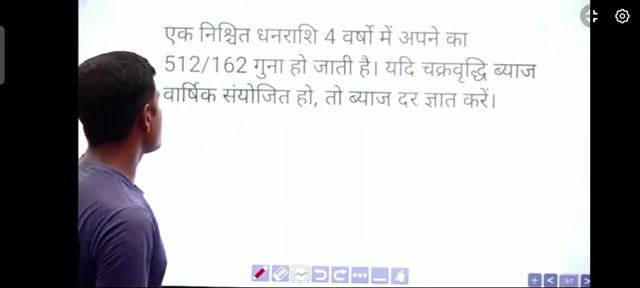 एक निश्चित धनराशि 4 वर्षो में अपने का
512/162 गुना हो जाती है। यदि चक्रवृद्धि ब्याज
वार्षिक संयोजित हो, तो ब्याज दर ज्ञात करें।